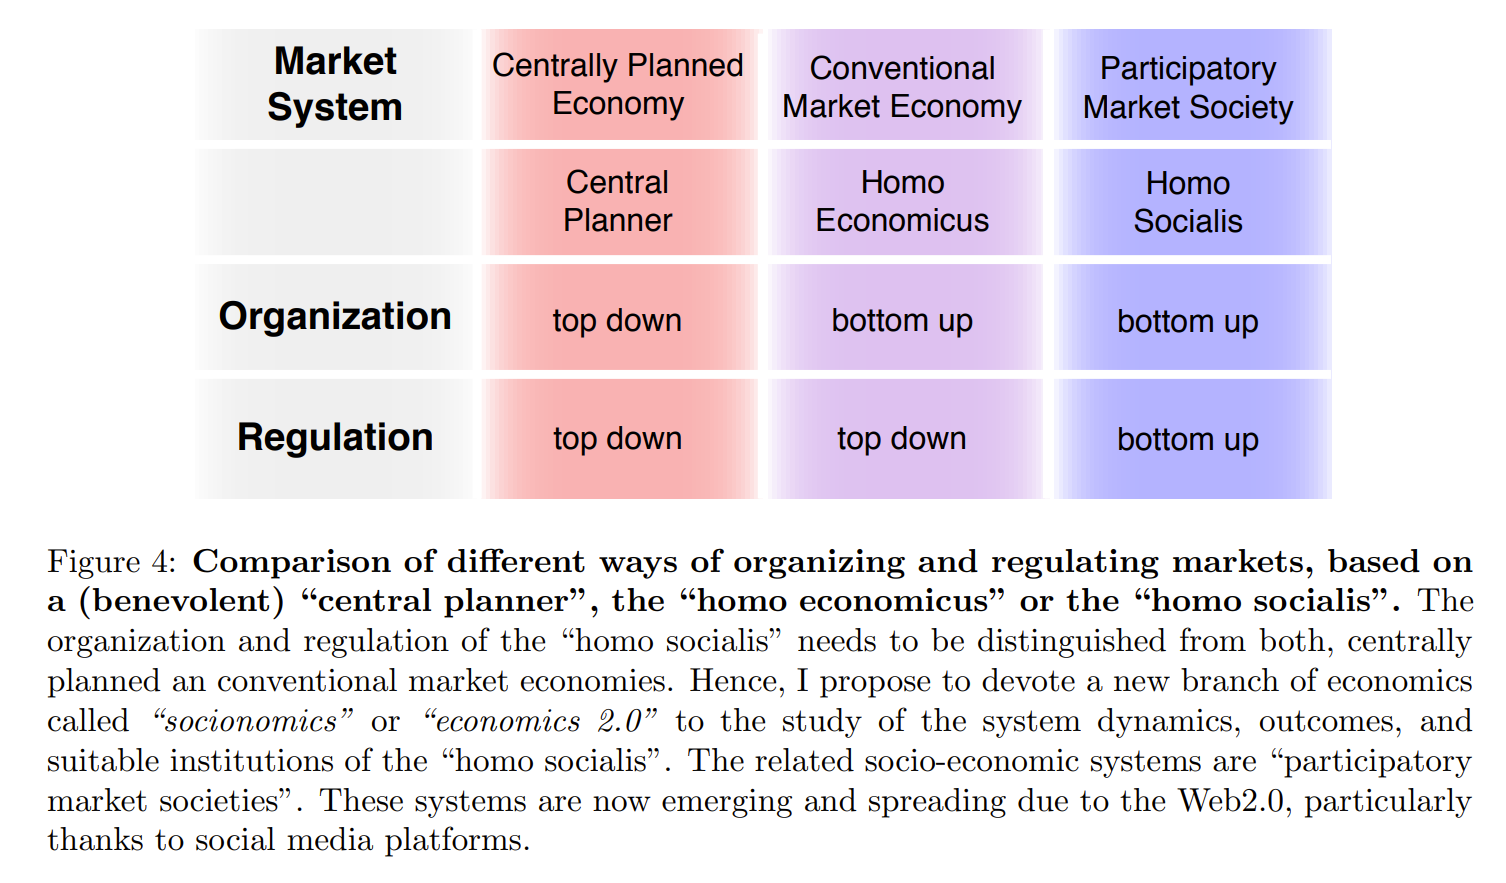 Market
System
Centrally Planned
Economy
Conventional
Market Economy
Participatory
Market Society
Central
Planner
Homo
Economicus
Homo
Socialis
Organization
top down
bottom up
bottom up
Regulation
top down
top down
bottom up
Figure 4: Comparison of different ways of organizing and regulating markets, based on
a (benevolent) “central planner”, the “homo economicus” or the “homo socialis”. The
organization and regulation of the “homo socialis” needs to be distinguished from both, centrally
planned an conventional market economies. Hence, I propose to devote a new branch of economics
called “socionomics” or “economics 2.0” to the study of the system dynamics, outcomes, and
suitable institutions of the “homo socialis”. The related socio-economic systems are “participatory
market societies”. These systems are now emerging and spreading due to the Web2.0, particularly
thanks to social media platforms.